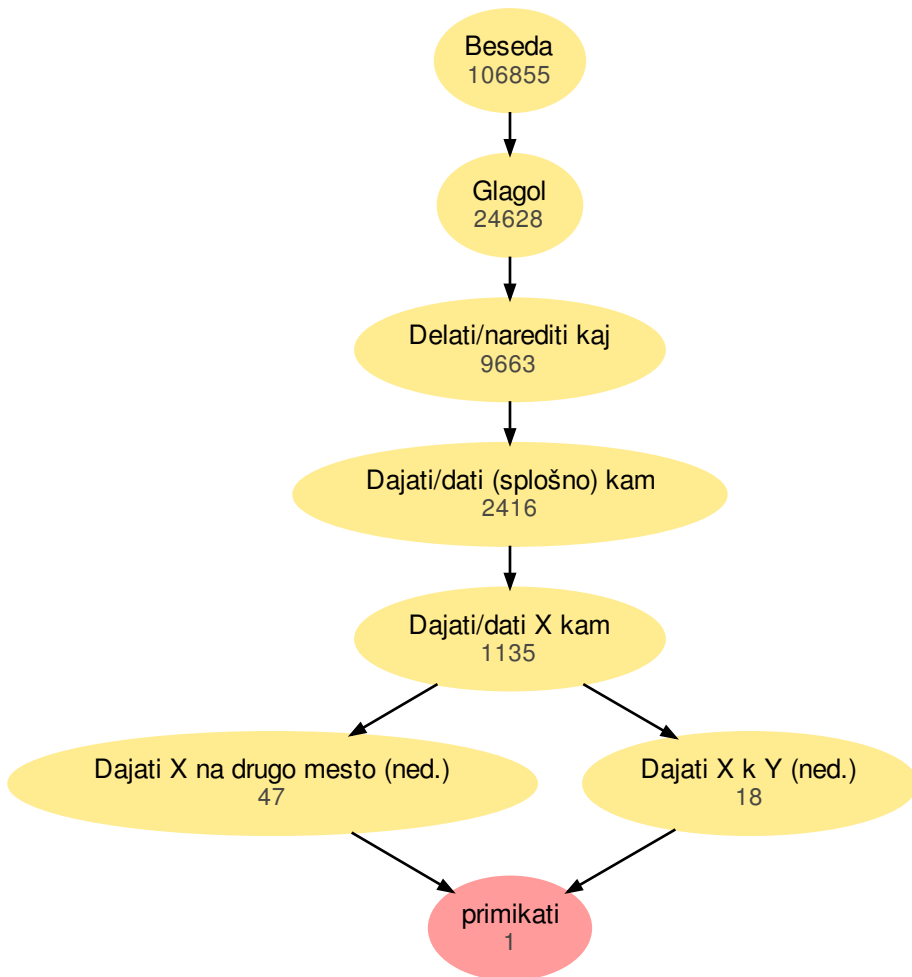 Beseda
106855
Glagol
24628
Delati/narediti kaj
9663
Dajati/dati (splošno) kam
2416
Dajati/dati X kam
1135
Dajati X na drugo mesto (ned.)
47
Dajati X k Y (ned.)
18
primikati
1